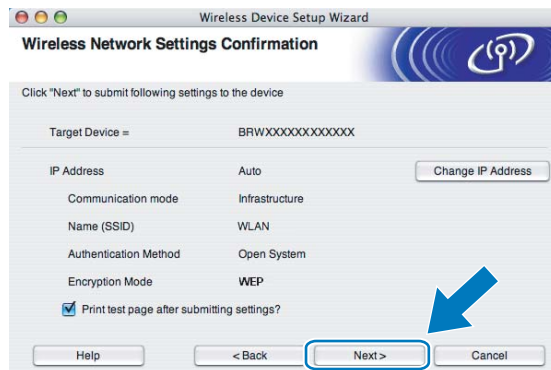 Wireless Device Setup Wizard
Wireless Network Settings Confirmation
Click "Next" to submit following settings to the device
Target Device = BRWXXXXXXXXXXXX
IP Address Auto Change IP Address
Communication mode Infrastructure
Name (SSID) WLAN
Authentication Method Open System
Encryption Mode WEP
Print test page after submitting settings?
Help < Back Next > Cancel